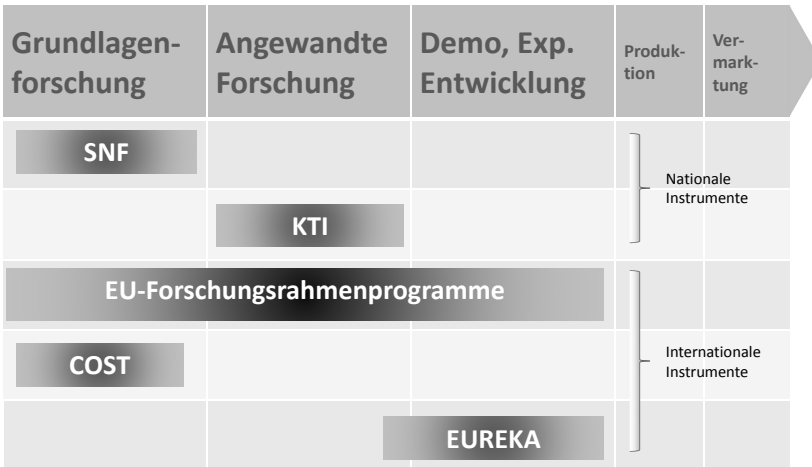 Grundlagen-
forschung
Angewandte
Forschung
Demo, Exp.
Entwicklung
Produk-
tion
Ver-
mark-
tung
SNF
Nationale
Instrumente
KTI
EU-Forschungsrahmenprogramme
COST
Internationale
Instrumente
EUREKA